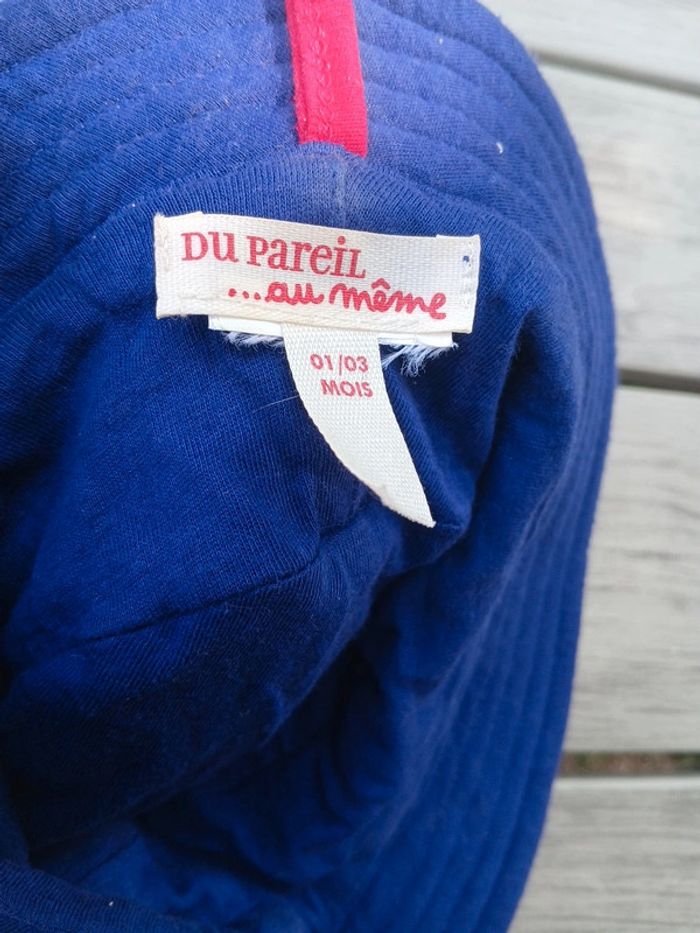 Du Pareil
...au même
01/03
MOIS